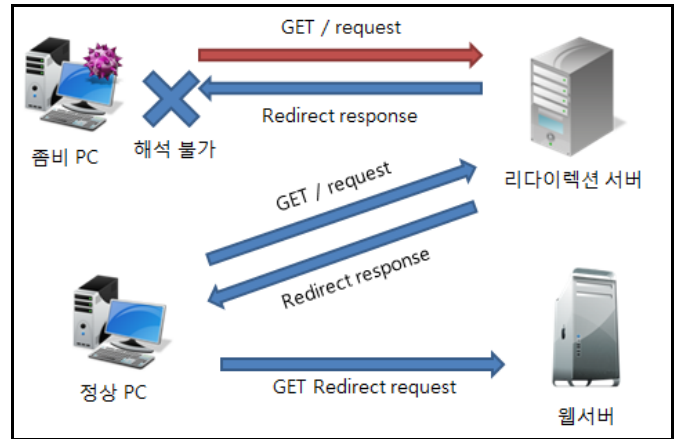 GET / request
Redirect response
좀비 PC
해석 불가
리다이렉션 서버
GET / request
Redirect response
정상 PC
GET Redirect request
웹서버